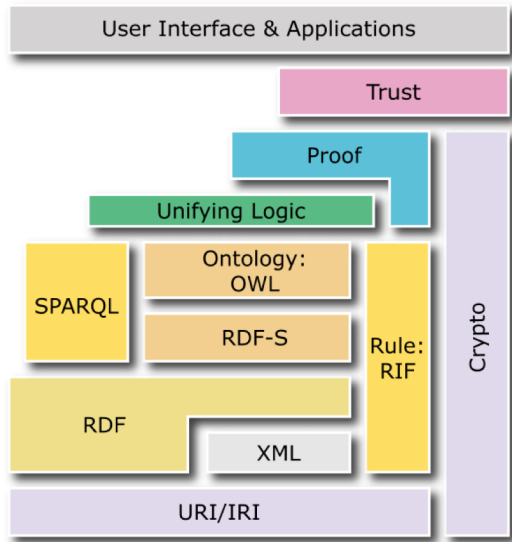 User Interface & Applications
Trust
Proof
Unifying Logic
SPARQL
Ontology:
OWL
RDF-S
Rule:
RIF
Crypto
RDF
XML
URI/IRI